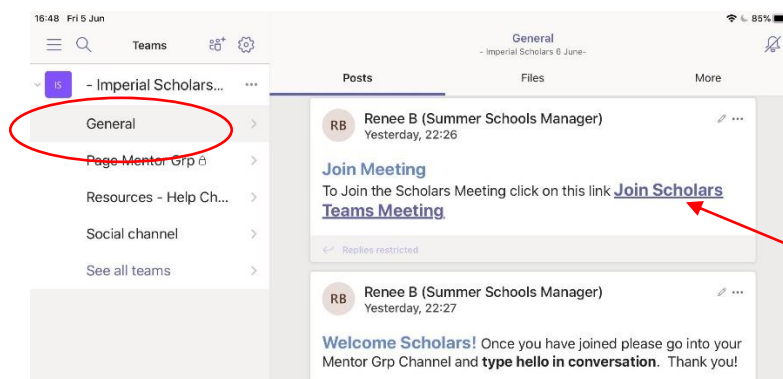 16:48 Fri 5 Jun
85%
Teams
IS
- Imperial Scholars...
General
Page Mentor Grp
Resources - Help Ch...
Social channel
See all teams
General
- Imperial Scholars 6 June-
Posts
Files
More
RB
Renee B (Summer Schools Manager)
Yesterday, 22:26
Join Meeting
To Join the Scholars Meeting click on this link Join Scholars
Teams Meeting
Replies restricted
RB
Renee B (Summer Schools Manager)
Yesterday, 22:27
Welcome Scholars! Once you have joined please go into your
Mentor Grp Channel and type hello in conversation. Thank you!